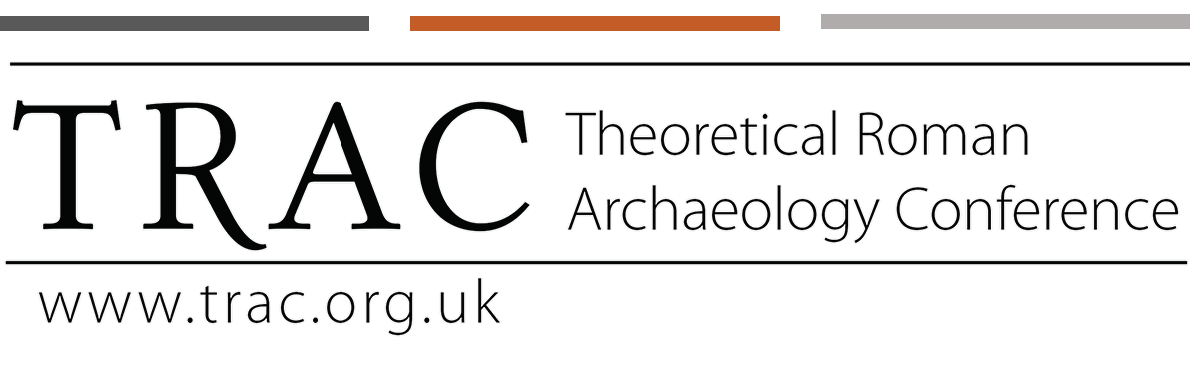 TRAC
Theoretical Roman
Archaeology Conference
www.trac.org.uk